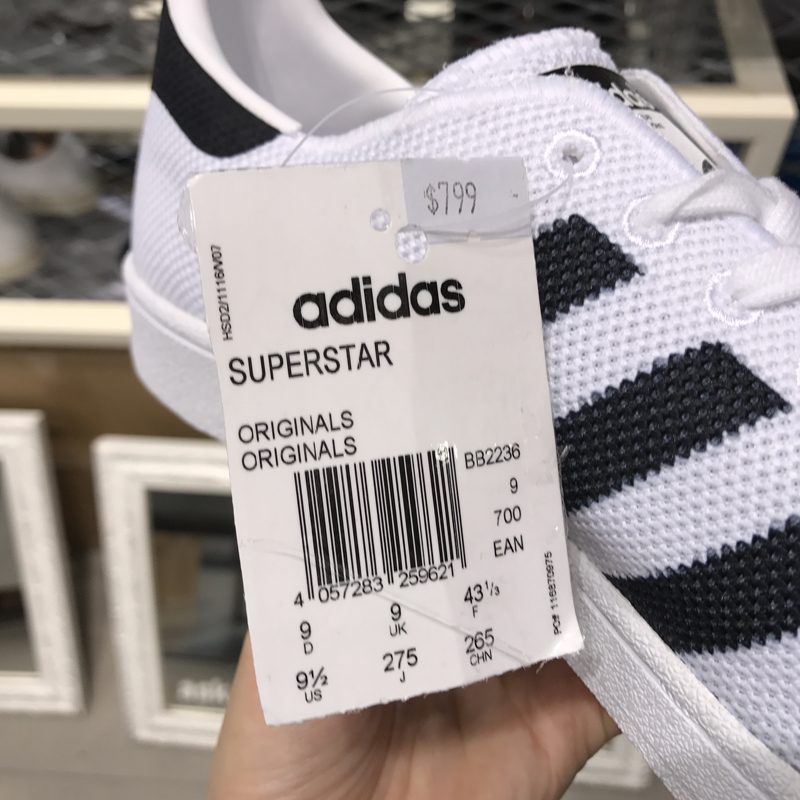 $799
HSD2/1116/V07
adidas
SUPERSTAR
ORIGINALS
ORIGINALS
BB2236
9
700
EAN
4 057283 259621
9
D
9
UK
43 1/3
F
9½
US
275
J
265
CHN
PO# 116870975